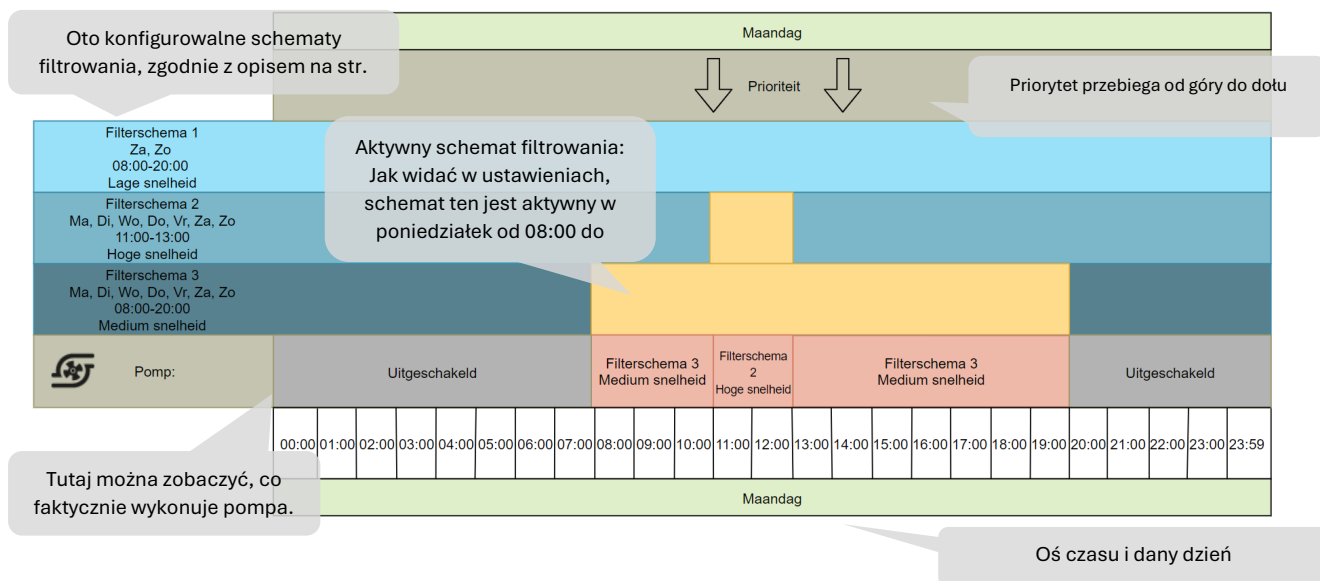 Maandag
Oto konfigurowalne schematy
filtrowania, zgodnie z opisem na str.
Prioriteit
Priorytet przebiega od góry do dołu
Filterschema 1
Za, Zo
08:00-20:00
Lage snelheid
Aktywny schemat filtrowania:
Jak widać w ustawieniach,
schemat ten jest aktywny w
poniedziałek od 08:00 do
Filterschema 2
Ma, Di, Wo, Do, Vr, Za, Zo
11:00-13:00
Hoge snelheid
Filterschema 3
Ma, Di, Wo, Do, Vr, Za, Zo
08:00-20:00
Medium snelheid
Pomp:
Uitgeschakeld
Filterschema 3
Medium snelheid
Filterschema
2
Hoge snelheid
Filterschema 3
Medium snelheid
Uitgeschakeld
00:00 01:00 02:00 03:00 04:00 05:00 06:00 07:00 08:00 09:00 10:00 11:00 12:00 13:00 14:00 15:00 16:00 17:00 18:00 19:00 20:00 21:00 22:00 23:00 23:59
Tutaj można zobaczyć, co
faktycznie wykonuje pompa.
Maandag
Oś czasu i dany dzień